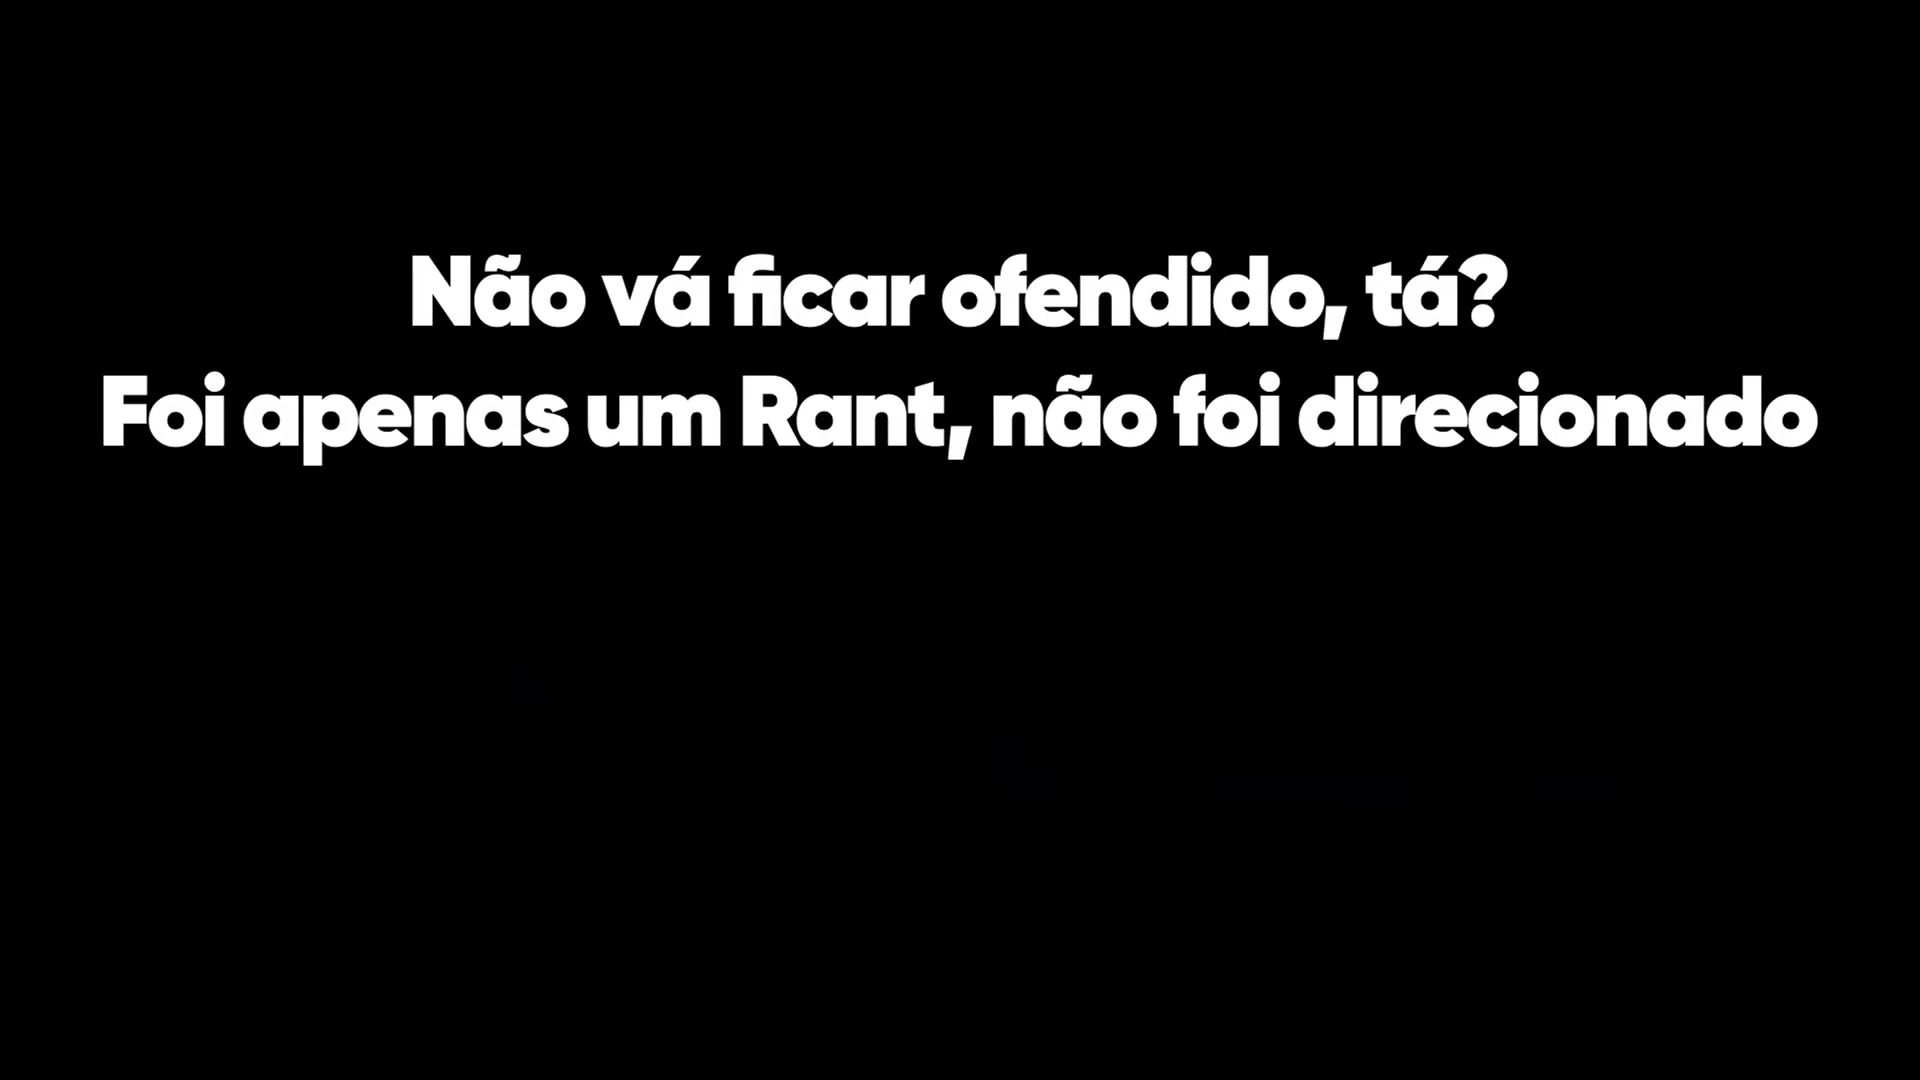 Não vá ficar ofendido, tá?
Foi apenas um Rant, não foi direcionado